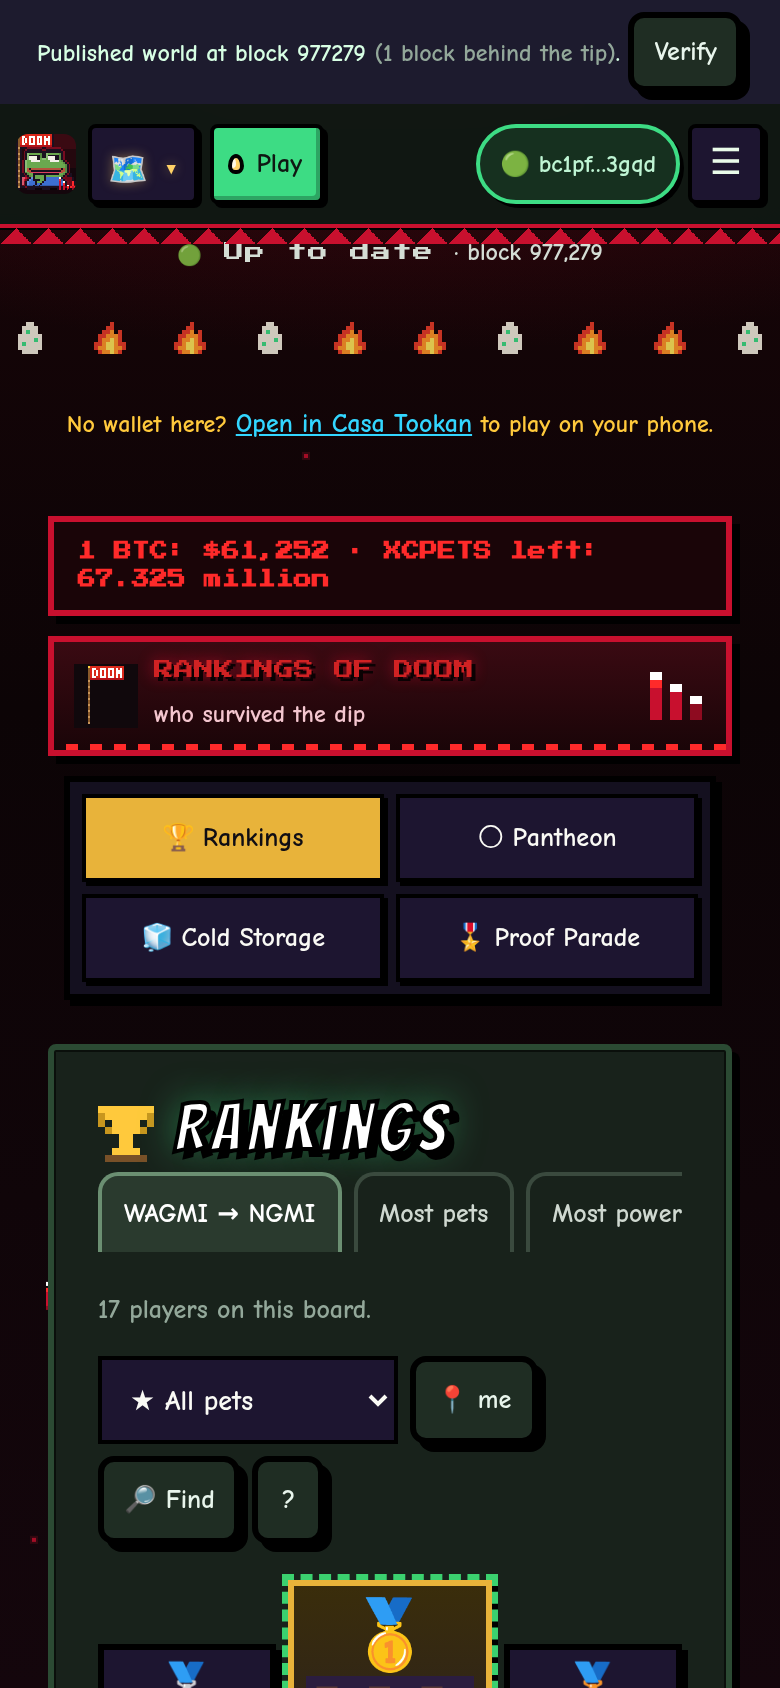 Published world at block 977279 (1 block behind the tip). Verify
DOOM
▼
Play
bc1pf...3gqd
☰
Up to date · block 977,279
No wallet here? Open in Casa Tookan to play on your phone.
1 BTC: $61,252 · XCPETS left:
67.325 million
DOOM
RANKINGS OF DOOM
who survived the dip
🏆 Rankings
○ Pantheon
🧊 Cold Storage
🎖️ Proof Parade
RANKINGS
WAGMI → NGMI
Most pets
Most power
17 players on this board.
★ All pets
📍 me
🔎 Find
?
1